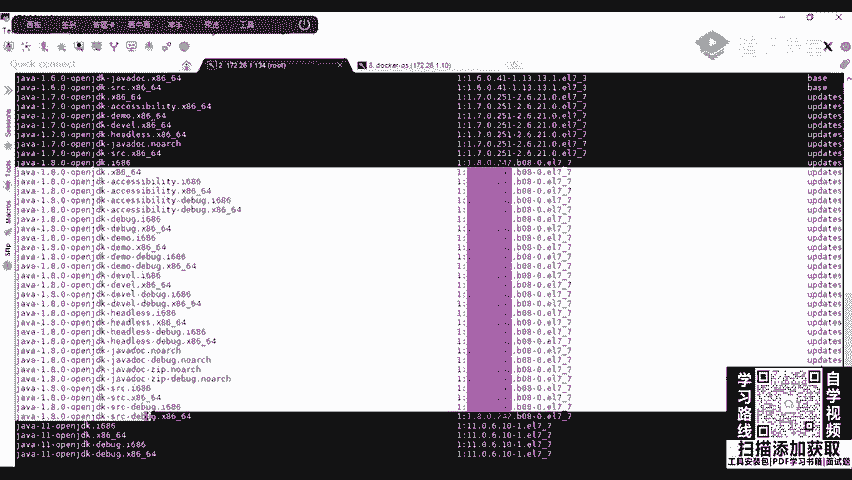 Quick connect
2. 172.26.1.134 (root)
8. docker-os (172.26.1.10)
Sessions
Tools
Macros
Sftp
java-1.6.0-openjdk-javadoc.x86_64 1:1.6.0.41-1.13.13.1.el7_3 base
java-1.6.0-openjdk-src.x86_64 1:1.6.0.41-1.13.13.1.el7_3 base
java-1.7.0-openjdk.x86_64 1:1.7.0.251-2.6.21.0.el7_7 updates
java-1.7.0-openjdk-accessibility.x86_64 1:1.7.0.251-2.6.21.0.el7_7 updates
java-1.7.0-openjdk-demo.x86_64 1:1.7.0.251-2.6.21.0.el7_7 updates
java-1.7.0-openjdk-devel.x86_64 1:1.7.0.251-2.6.21.0.el7_7 updates
java-1.7.0-openjdk-headless.x86_64 1:1.7.0.251-2.6.21.0.el7_7 updates
java-1.7.0-openjdk-javadoc.noarch 1:1.7.0.251-2.6.21.0.el7_7 updates
java-1.7.0-openjdk-src.x86_64 1:1.7.0.251-2.6.21.0.el7_7 updates
java-1.8.0-openjdk.i686 1:1.8.0.242.b08-0.el7_7 updates
java-1.8.0-openjdk.x86_64 1: .b08-0.el7_7 updates
java-1.8.0-openjdk-accessibility.i686 1: .b08-0.el7_7 updates
java-1.8.0-openjdk-accessibility.x86_64 1: .b08-0.el7_7 updates
java-1.8.0-openjdk-accessibility-debug.i686 1: .b08-0.el7_7 updates
java-1.8.0-openjdk-accessibility-debug.x86_64 1: .b08-0.el7_7 updates
java-1.8.0-openjdk-debug.i686 1: .b08-0.el7_7 updates
java-1.8.0-openjdk-debug.x86_64 1: .b08-0.el7_7 updates
java-1.8.0-openjdk-demo.i686 1: .b08-0.el7_7 updates
java-1.8.0-openjdk-demo.x86_64 1: .b08-0.el7_7 updates
java-1.8.0-openjdk-demo-debug.i686 1: .b08-0.el7_7 updates
java-1.8.0-openjdk-demo-debug.x86_64 1: .b08-0.el7_7 updates
java-1.8.0-openjdk-devel.i686 1: .b08-0.el7_7 updates
java-1.8.0-openjdk-devel.x86_64 1: .b08-0.el7_7 updates
java-1.8.0-openjdk-devel-debug.i686 1: .b08-0.el7_7 updates
java-1.8.0-openjdk-devel-debug.x86_64 1: .b08-0.el7_7 updates
java-1.8.0-openjdk-headless.i686 1: .b08-0.el7_7 updates
java-1.8.0-openjdk-headless.x86_64 1: .b08-0.el7_7 updates
java-1.8.0-openjdk-headless-debug.i686 1: .b08-0.el7_7 updates
java-1.8.0-openjdk-headless-debug.x86_64 1: .b08-0.el7_7 updates
java-1.8.0-openjdk-javadoc.noarch 1: .b08-0.el7_7 updates
java-1.8.0-openjdk-javadoc-debug.noarch 1: .b08-0.el7_7 updates
java-1.8.0-openjdk-javadoc-zip.noarch 1: .b08-0.el7_7
java-1.8.0-openjdk-javadoc-zip-debug.noarch 1: .b08-0.el7_7
java-1.8.0-openjdk-src.i686 1: .b08-0.el7_7
java-1.8.0-openjdk-src.x86_64 1: .b08-0.el7_7
java-1.8.0-openjdk-src-debug.i686 1: .b08-0.el7_7
java-1.8.0-openjdk-src-debug.x86_64 1:1.8.0.242.b08-0.el7_7
java-11-openjdk.i686 1:11.0.6.10-1.el7_7
java-11-openjdk.x86_64 1:11.0.6.10-1.el7_7
java-11-openjdk-debug.i686 1:11.0.6.10-1.el7_7
java-11-openjdk-debug.x86_64 1:11.0.6.10-1.el7_7
学习路线
自学视频
扫描添加获取
工具安装包|PDF学习书籍|面试题